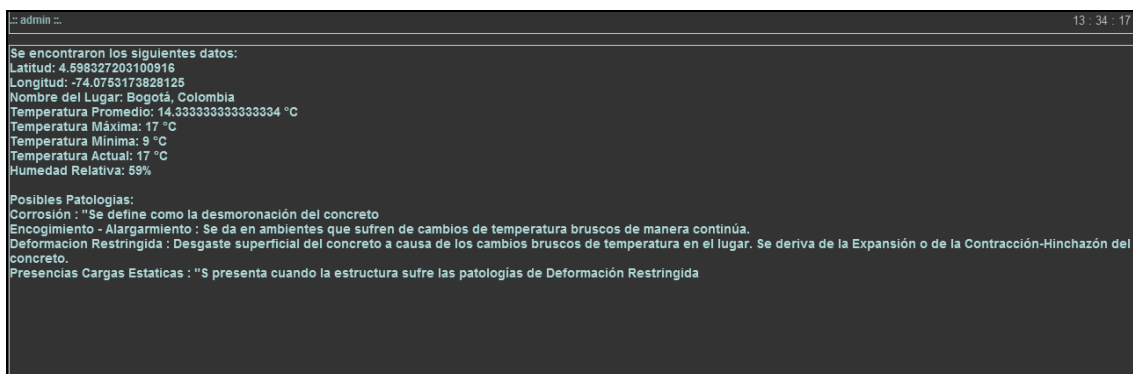 .:: admin ::.
13 : 34 : 17
Se encontraron los siguientes datos:
Latitud: 4.598327203100916
Longitud: -74.0753173828125
Nombre del Lugar: Bogotá, Colombia
Temperatura Promedio: 14.333333333333334 °C
Temperatura Máxima: 17 °C
Temperatura Mínima: 9 °C
Temperatura Actual: 17 °C
Humedad Relativa: 59%
Posibles Patologias:
Corrosión : "Se define como la desmoronación del concreto
Encogimiento - Alargarmiento : Se da en ambientes que sufren de cambios de temperatura bruscos de manera continúa.
Deformacion Restringida : Desgaste superficial del concreto a causa de los cambios bruscos de temperatura en el lugar. Se deriva de la Expansión o de la Contracción-Hinchazón del
concreto.
Presencias Cargas Estaticas : "S presenta cuando la estructura sufre las patologías de Deformación Restringida